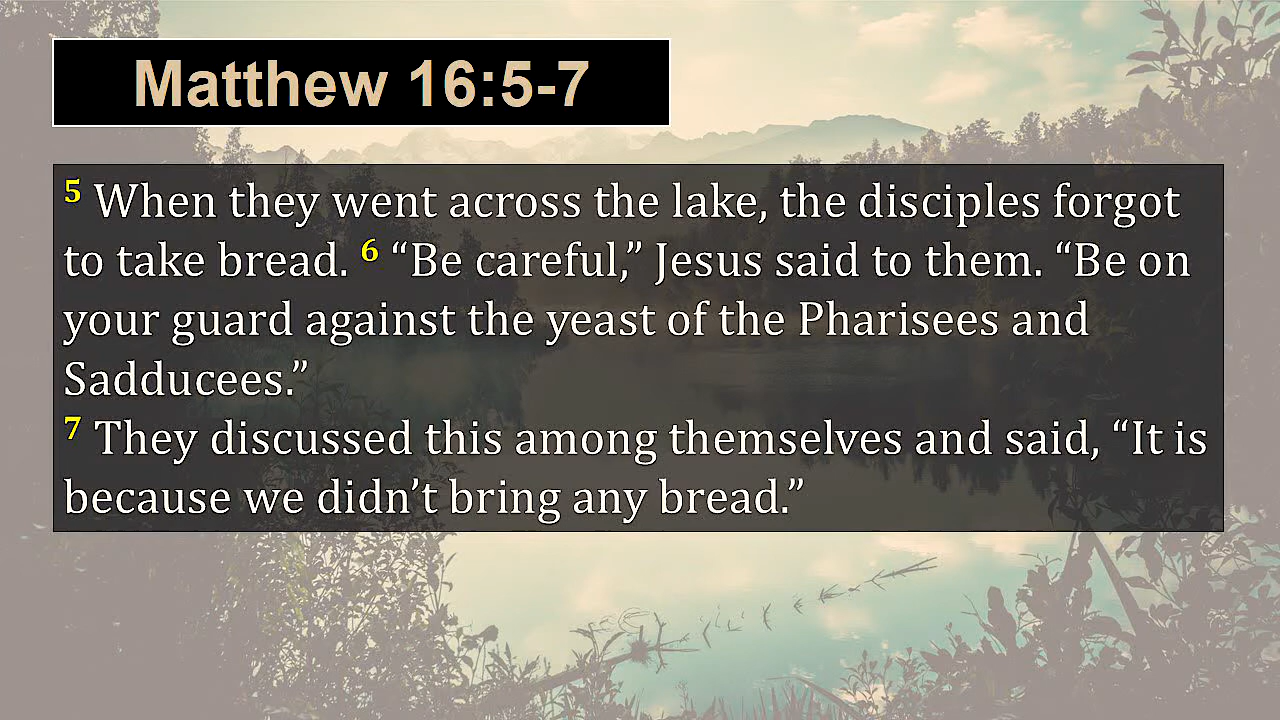 Matthew 16:5-7
5 When they went across the lake, the disciples forgot
to take bread. 6 “Be careful,” Jesus said to them. “Be on
your guard against the yeast of the Pharisees and
Sadducees.”
7 They discussed this among themselves and said, “It is
because we didn’t bring any bread.”